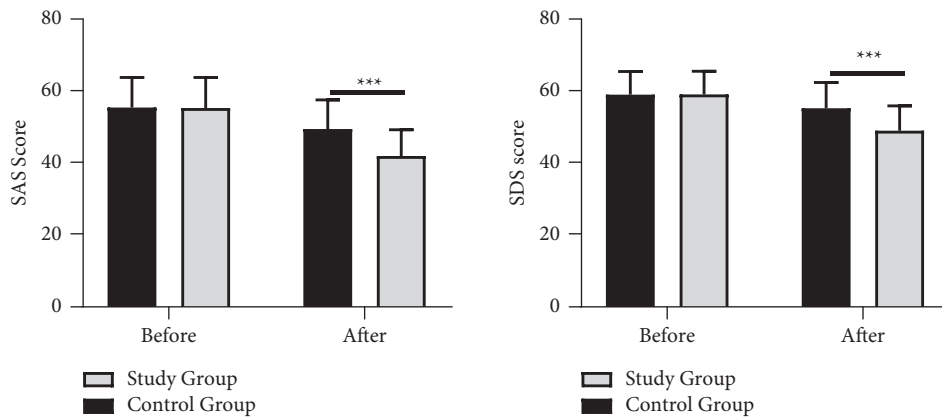 80
60
40
20
0
SAS Score
***
Before
After
Study Group
Control Group
80
60
40
20
0
SDS score
***
Before
After
Study Group
Control Group